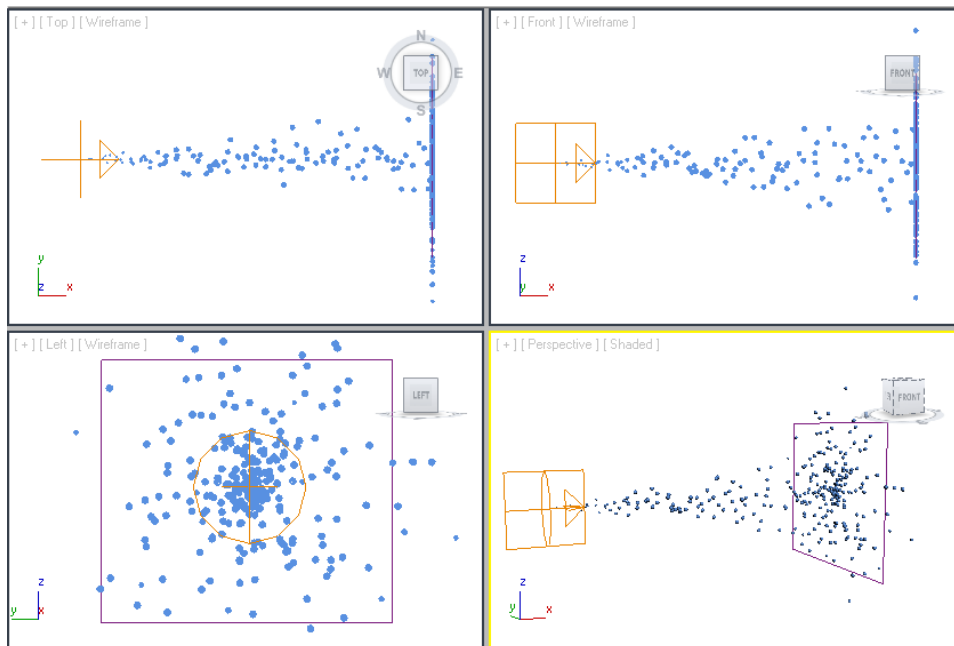 [ + ] [ Top ] [ Wireframe ]
N
W TOP E
S
y
z x
[ + ] [ Front ] [ Wireframe ]
FRONT
z
y x
[ + ] [ Left ] [ Wireframe ]
LEFT
z
y x
[ + ] [ Perspective ] [ Shaded ]
FRONT
z
y x